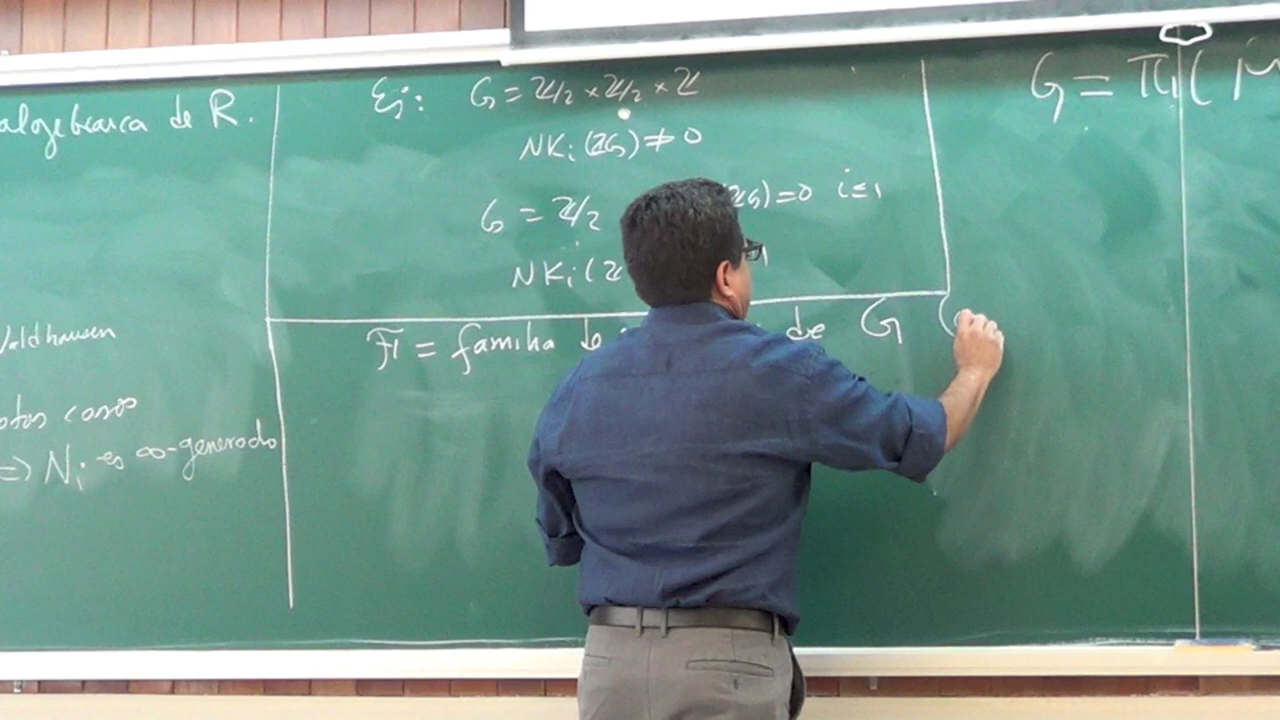 algebraica de R.
Waldhausen
otros casos
=> Ni es ∞-generado
Ej: G = Z/2 × Z/2 × Z
NKi (ZG) ≠ 0
G = Z/2 (ZG) = 0 i ≤ 1
NKi (Z
F = familia de de G (
G = π1 ( M